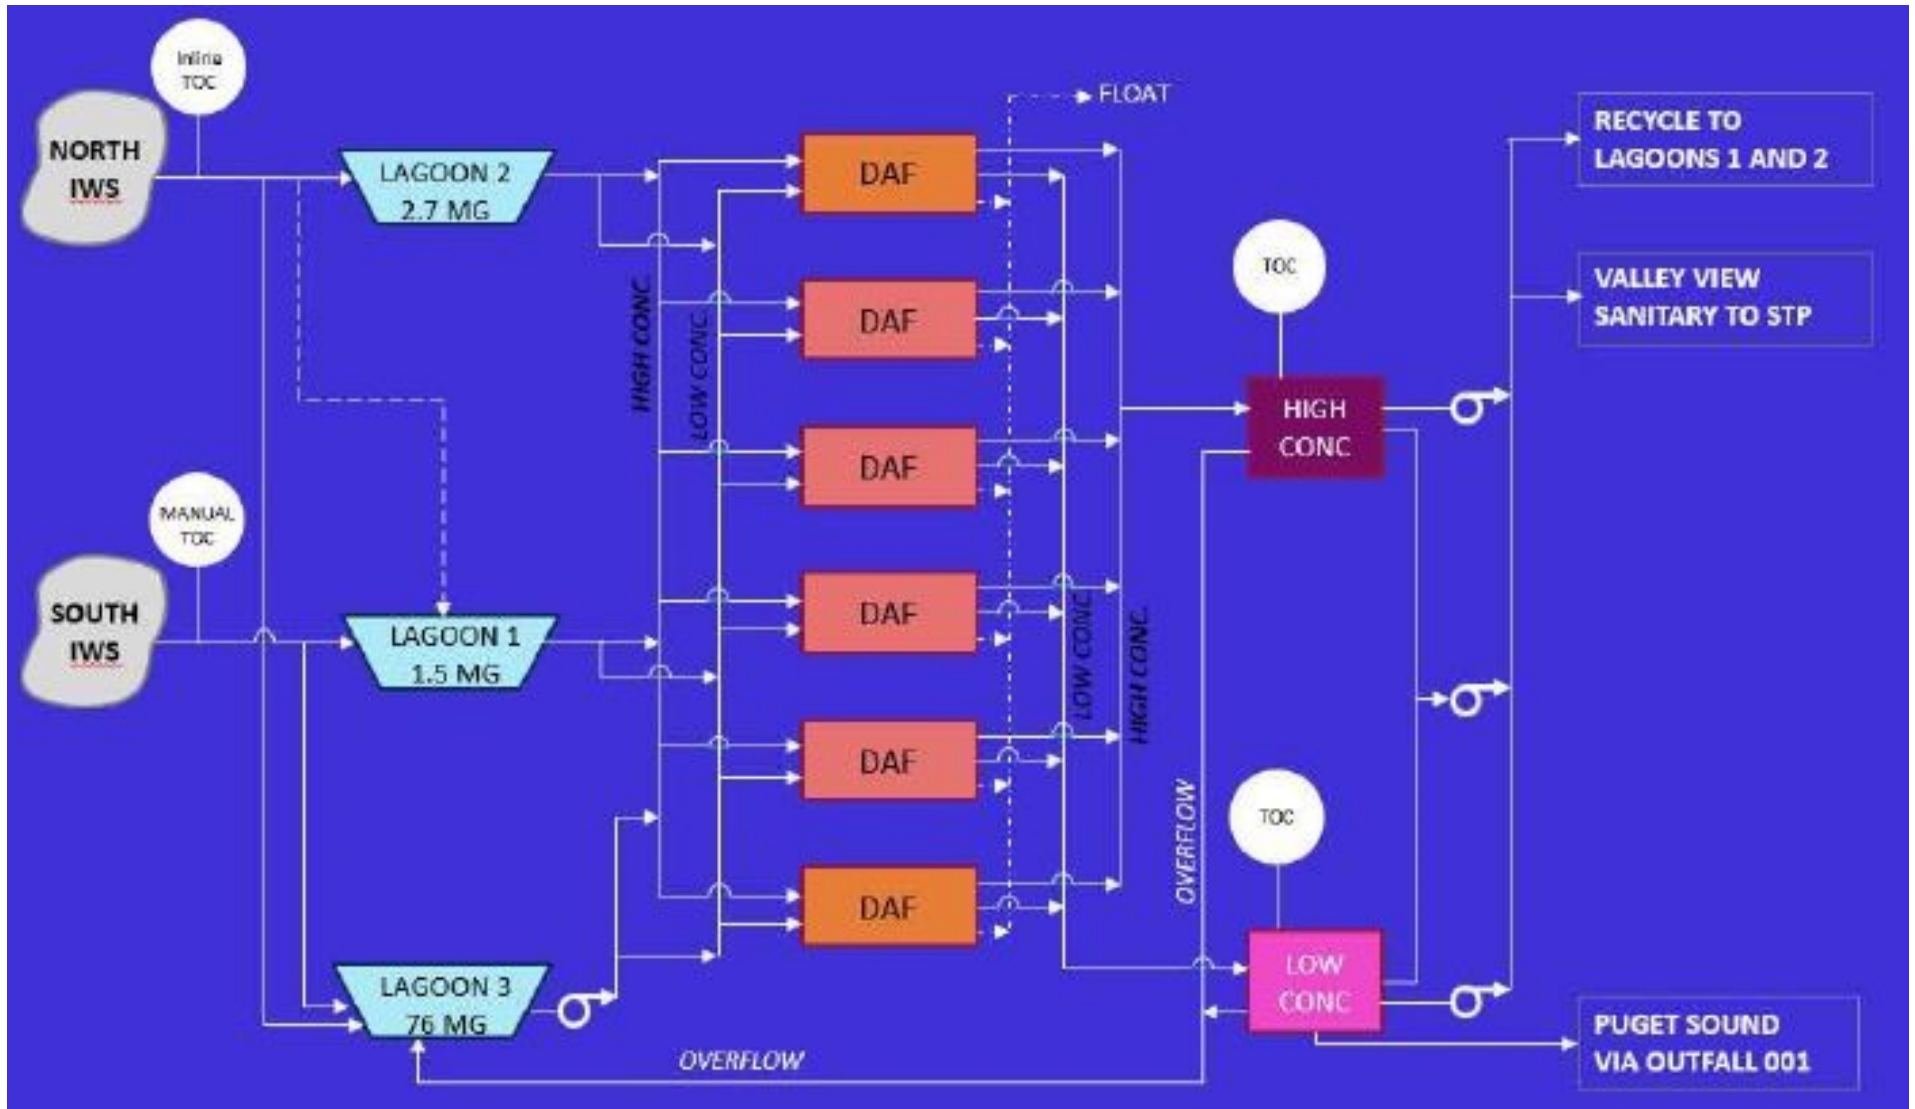 Inline
TOC
NORTH
IWS
LAGOON 2
2.7 MG
FLOAT
DAF
RECYCLE TO
LAGOONS 1 AND 2
TOC
VALLEY VIEW
SANITARY TO STP
DAF
HIGH CONC.
LOW CONC.
HIGH
CONC
DAF
MANUAL
TOC
SOUTH
IWS
LAGOON 1
1.5 MG
DAF
LOW CONC.
HIGH CONC.
DAF
TOC
OVERFLOW
DAF
LAGOON 3
76 MG
LOW
CONC
OVERFLOW
PUGET SOUND
VIA OUTFALL 001